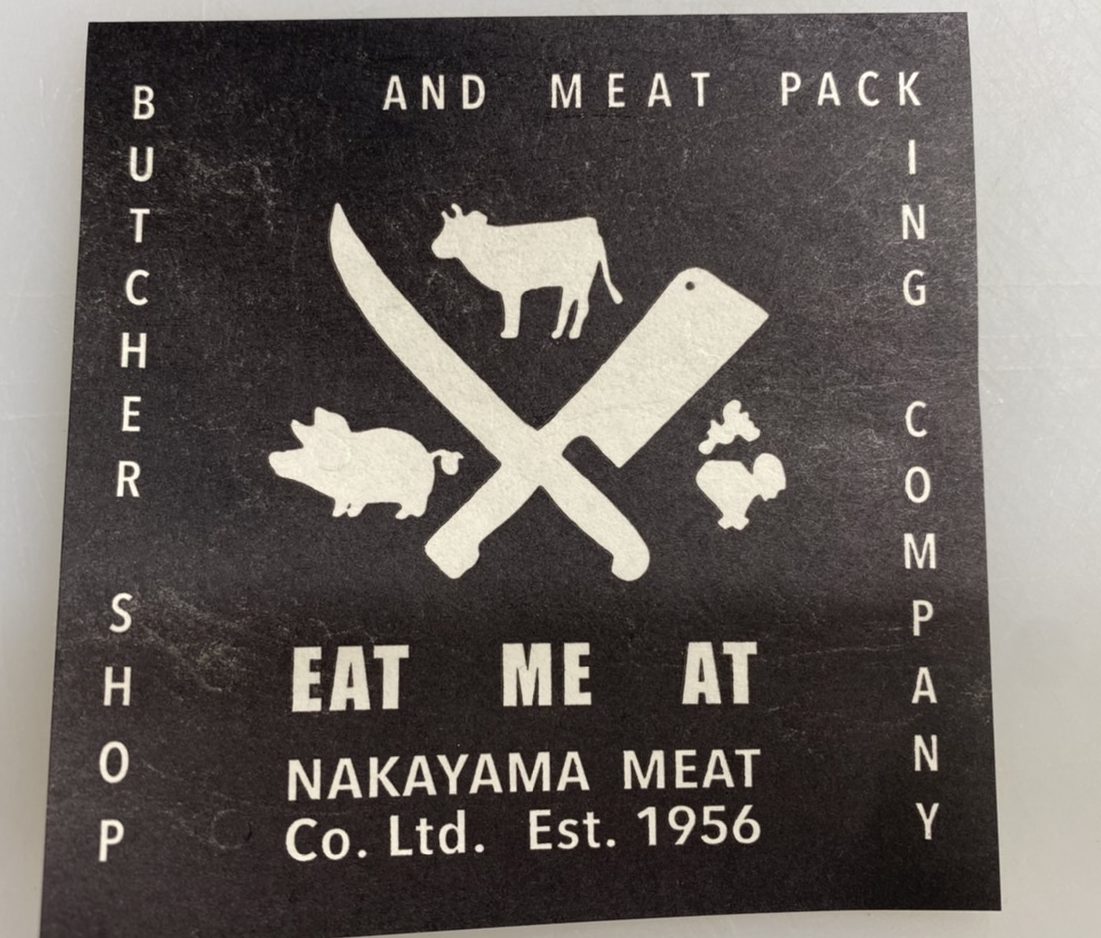 BUTCHER SHOP
AND MEAT PACKING COMPANY
EAT ME AT
NAKAYAMA MEAT
Co. Ltd. Est. 1956